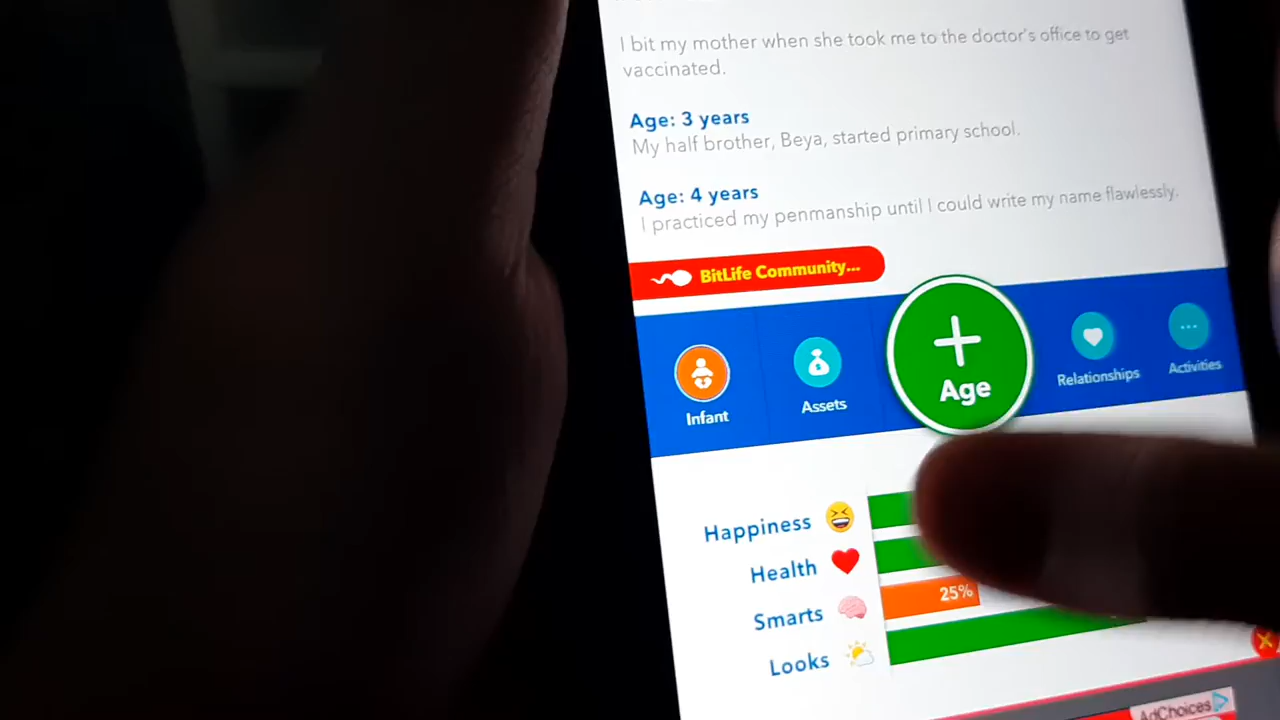 I bit my mother when she took me to the doctor's office to get
vaccinated.
Age: 3 years
My half brother, Beya, started primary school.
Age: 4 years
I practiced my penmanship until I could write my name flawlessly.
BitLife Community...
Infant
Assets
Age
Relationships
Activities
Happiness
Health
Smarts
25%
Looks
AdChoices